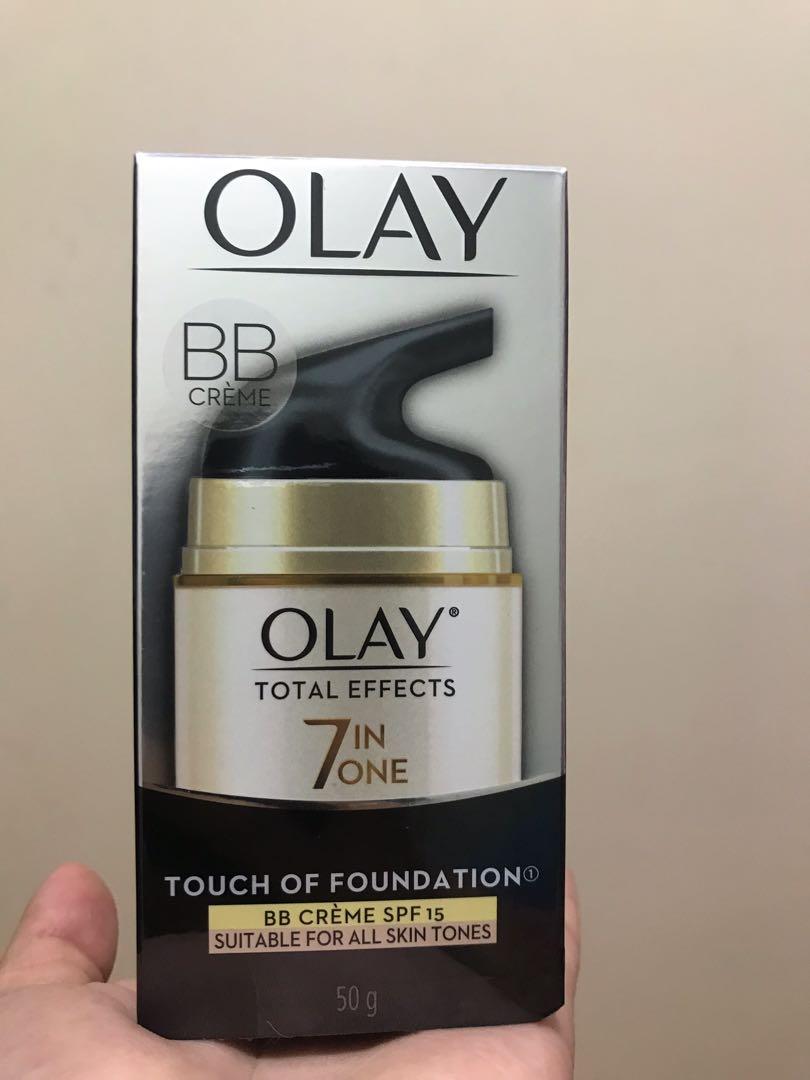 OLAY
BB
CRÈME
OLAY®
TOTAL EFFECTS
7 IN
ONE
TOUCH OF FOUNDATION①
BB CRÈME SPF 15
SUITABLE FOR ALL SKIN TONES
50 g